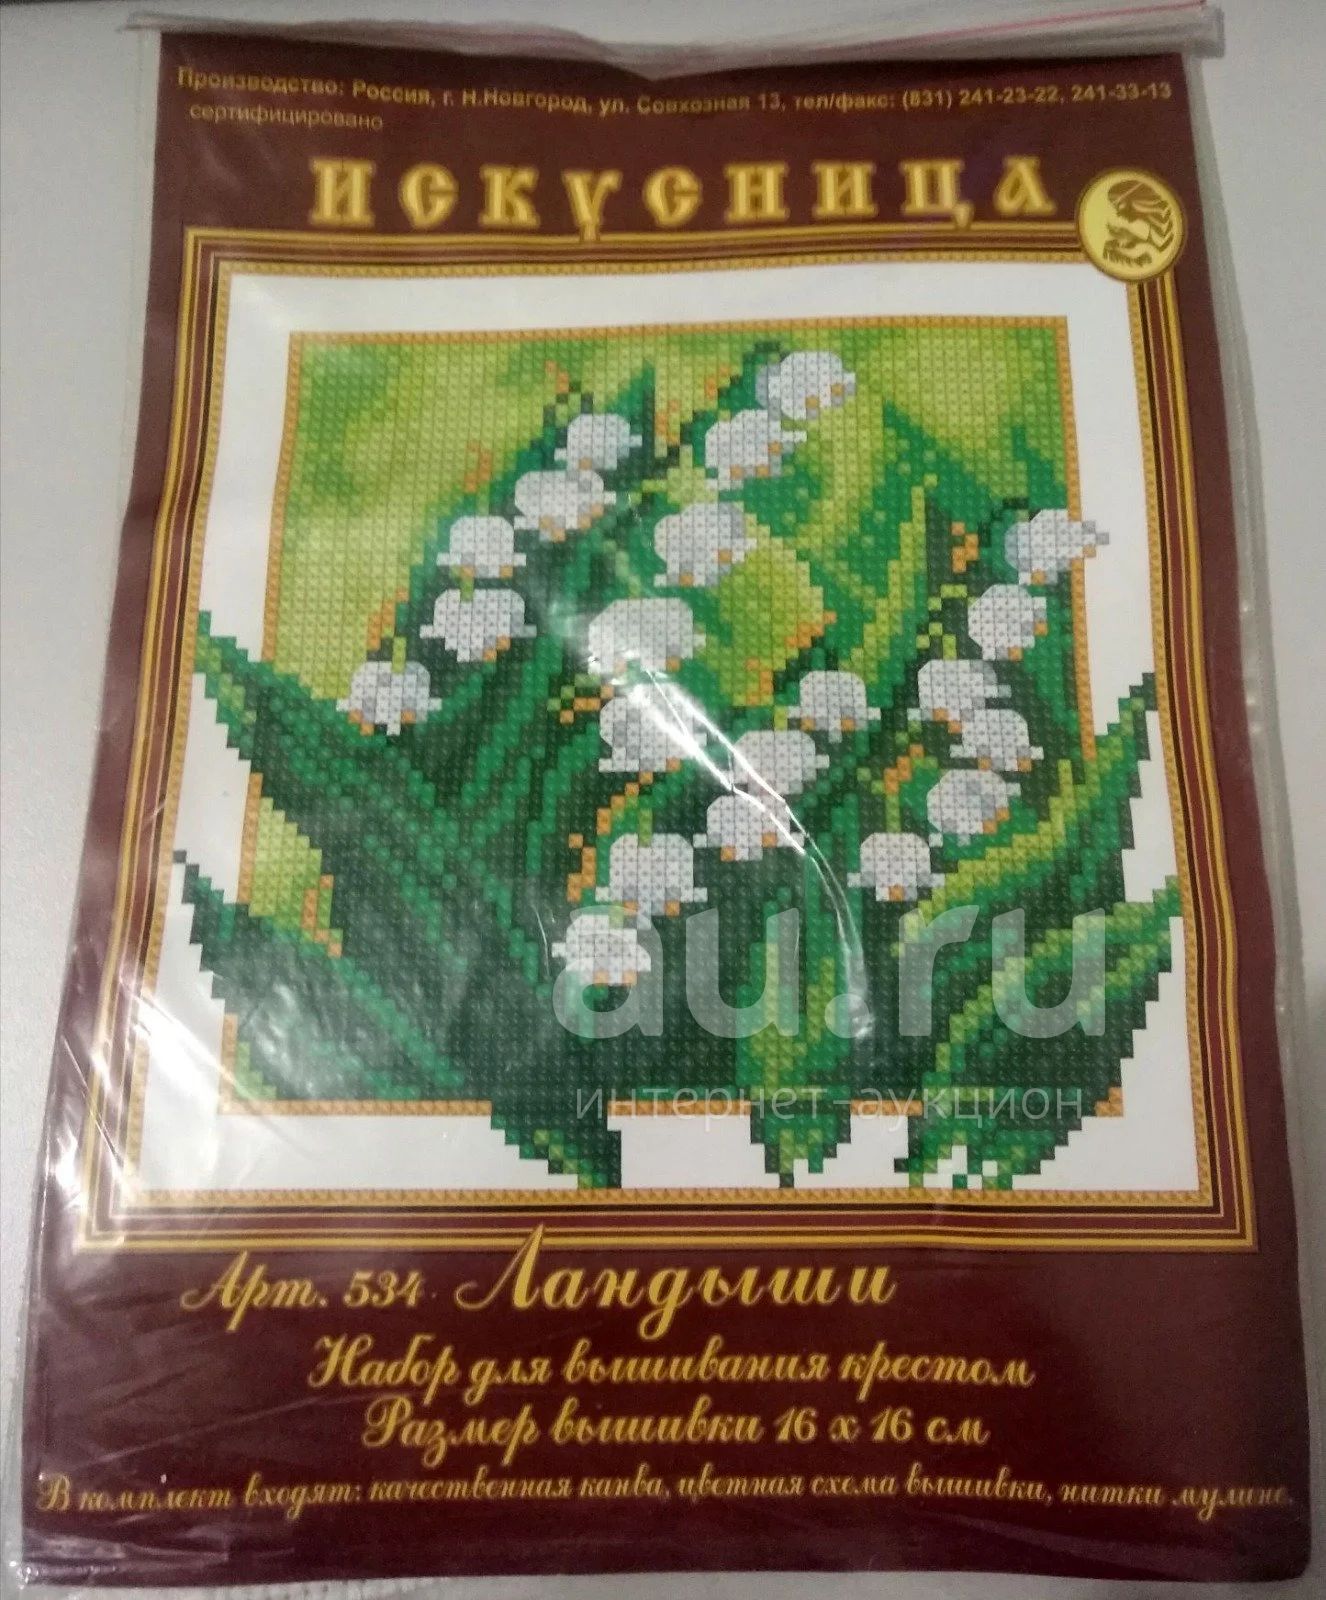 Производство: Россия, г. Н.Новгород, ул. Совхозная 13, тел/факс: (831) 241-23-22, 241-33-13
сертифицировано
ИСКУСНИЦА
au.ru
интернет-аукцион
Арт. 534 Ландыши
Набор для вышивания крестом
Размер вышивки 16 х 16 см
В комплект входят: качественная канва, цветная схема вышивки, нитки мулине.